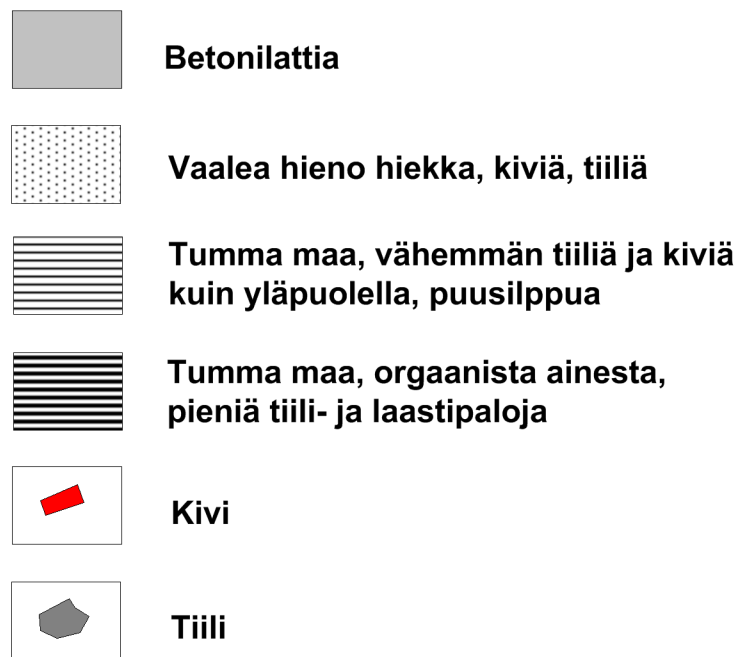 Betonilattia
Vaalea hieno hiekka, kiviä, tiiliä
Tumma maa, vähemmän tiiliä ja kiviä
kuin yläpuolella, puusilppua
Tumma maa, orgaanista ainesta,
pieniä tiili- ja laastipaloja
Kivi
Tiili